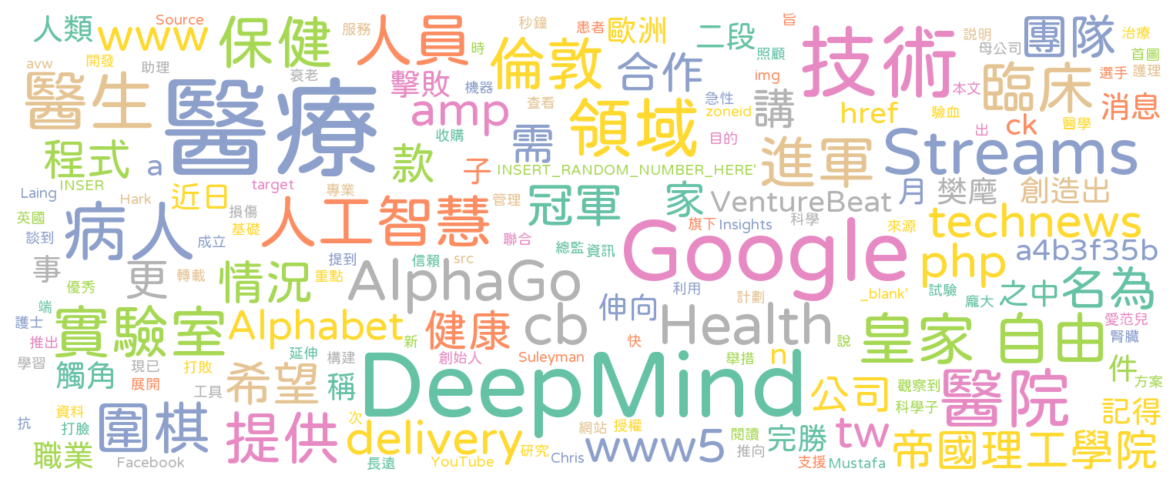 人類 Source 服務 人員 秒鐘 患者 歐洲 二段 旨 說明 團隊 治療
avw 開發 www 保健 時 倫敦 合作 照顧 技術 母公司 首圖
醫生 助理 衰老 擊敗 機器 查看 img 本文 臨床 選手 護理
醫療 amp 急性 zoneid 講 href 驗血 消息
程式 a 款 收購 需 領域 目的 進軍 出 ck 醫學
INSER 近日 target 專業 子 INSERT_RANDOM_NUMBER_HERE' Streams
Laing Hark 管理 冠軍 家 VentureBeat 月 樊麾 創造出
英國 病人 損傷 基礎 人工智慧 聯合 旗下 Insights 科學 來源 technews
談到 成立 提到 信賴 src 總監 資訊 Google a4b3f35b
事 優秀 更 轉載 情況 重點 AlphaGo 利用 計劃 php 試驗 之中 名為
端 護士 伸向 _blank' 龐大 愛范兒
推出 實驗室 Alphabet 新 健康 cb Health 說 皇家 自由 腎臟
學習 現已 延伸 構建 創始人 Suleyman 快 舉措 n 件
觸角 展開 打敗 希望 稱 DeepMind 觀察到 方案
工具 公司 科學子 醫院
抗 資料 圍棋 提供 次 網站 授權 閱讀 完勝 tw 記得
打臉 delivery 研究 www5 推向 帝國理工學院
職業 Facebook 長遠 YouTube Chris 支援 Mustafa